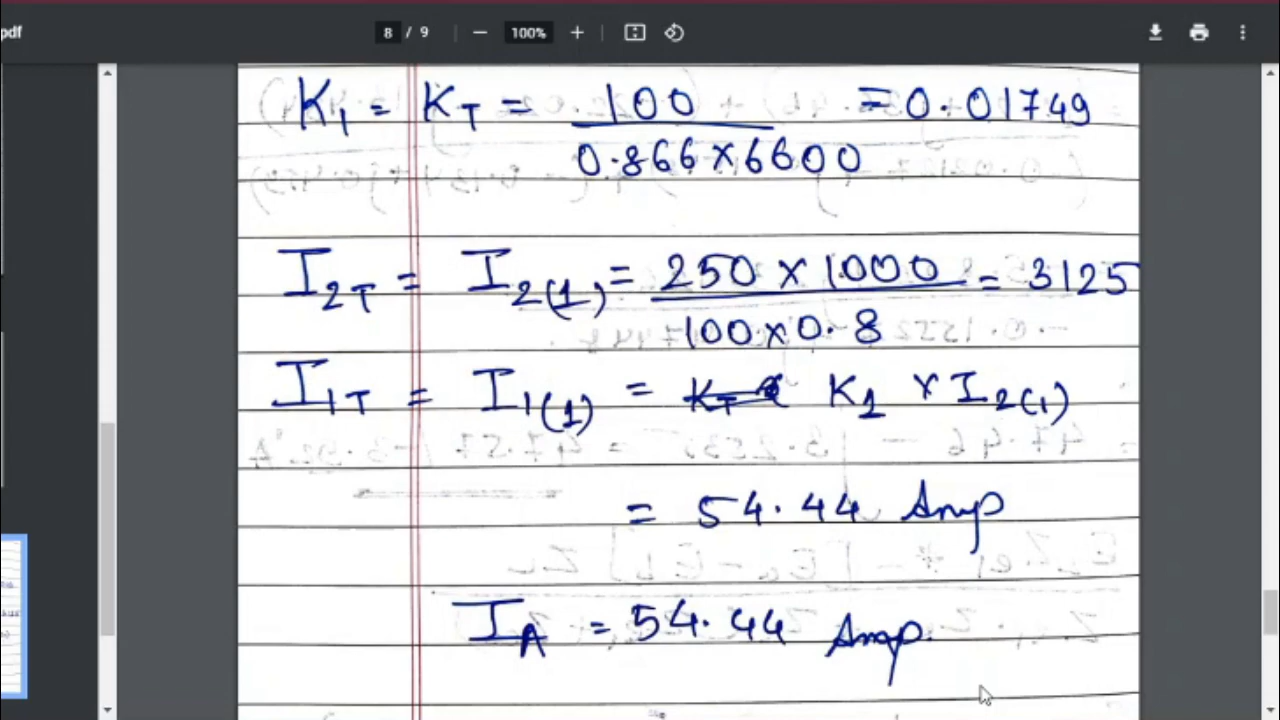 pdf
8 / 9
100%
K1 = KT = 100 / 0.866 × 6600 = 0.01749
I2T = I2(1) = 250 × 1000 / 100 × 0.8 = 3125
I1T = I1(1) = K1 × I2(1)
= 54.44 Amp
IA = 54.44 Amp.